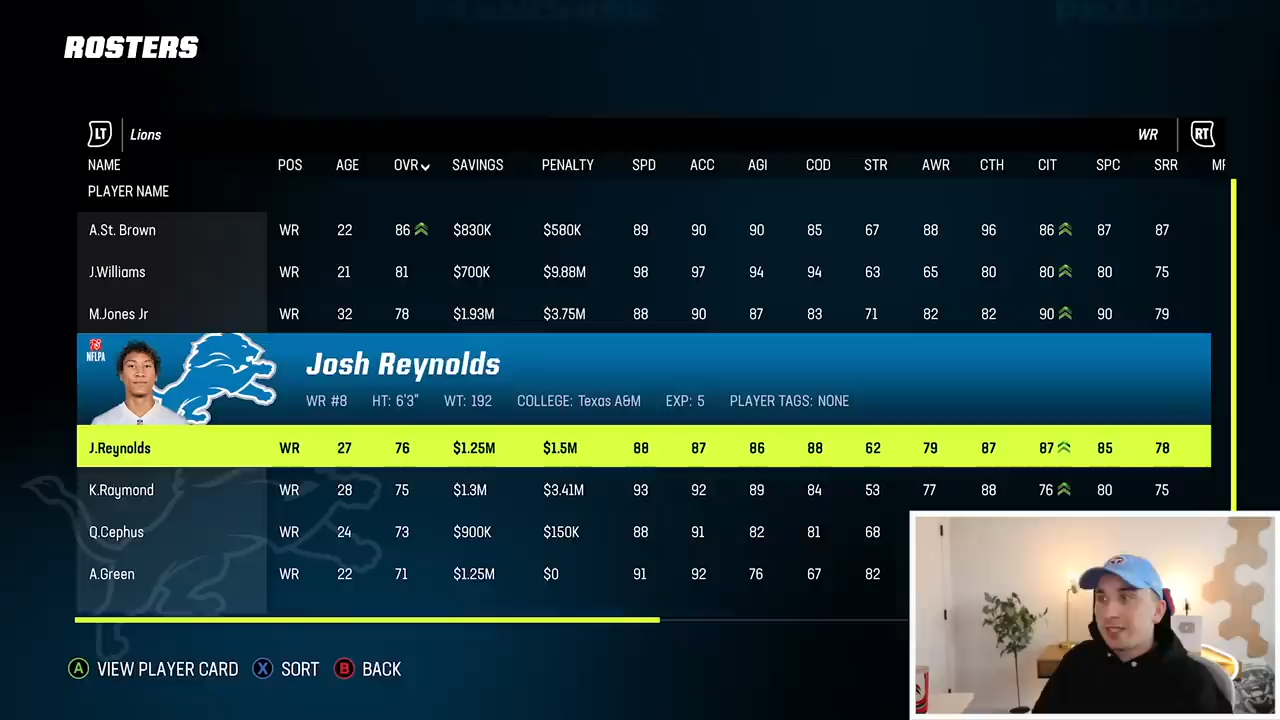 ROSTERS
LT Lions WR RT
NAME POS AGE OVR SAVINGS PENALTY SPD ACC AGI COD STR AWR CTH CIT SPC SRR
PLAYER NAME
A.St. Brown WR 22 86 $830K $580K 89 90 90 85 67 88 96 86 87 87
J.Williams WR 21 81 $700K $9.88M 98 97 94 94 63 65 80 80 80 75
M.Jones Jr WR 32 78 $1.93M $3.75M 88 90 87 83 71 82 82 90 90 79
NFLPA
Josh Reynolds
WR #8 HT: 6'3" WT: 192 COLLEGE: Texas A&M EXP: 5 PLAYER TAGS: NONE
J.Reynolds WR 27 76 $1.25M $1.5M 88 87 86 88 62 79 87 87 85 78
K.Raymond WR 28 75 $1.3M $3.41M 93 92 89 84 53 77 88 76 80 75
Q.Cephus WR 24 73 $900K $150K 88 91 82 81 68
A.Green WR 22 71 $1.25M $0 91 92 76 67 82
A VIEW PLAYER CARD X SORT B BACK